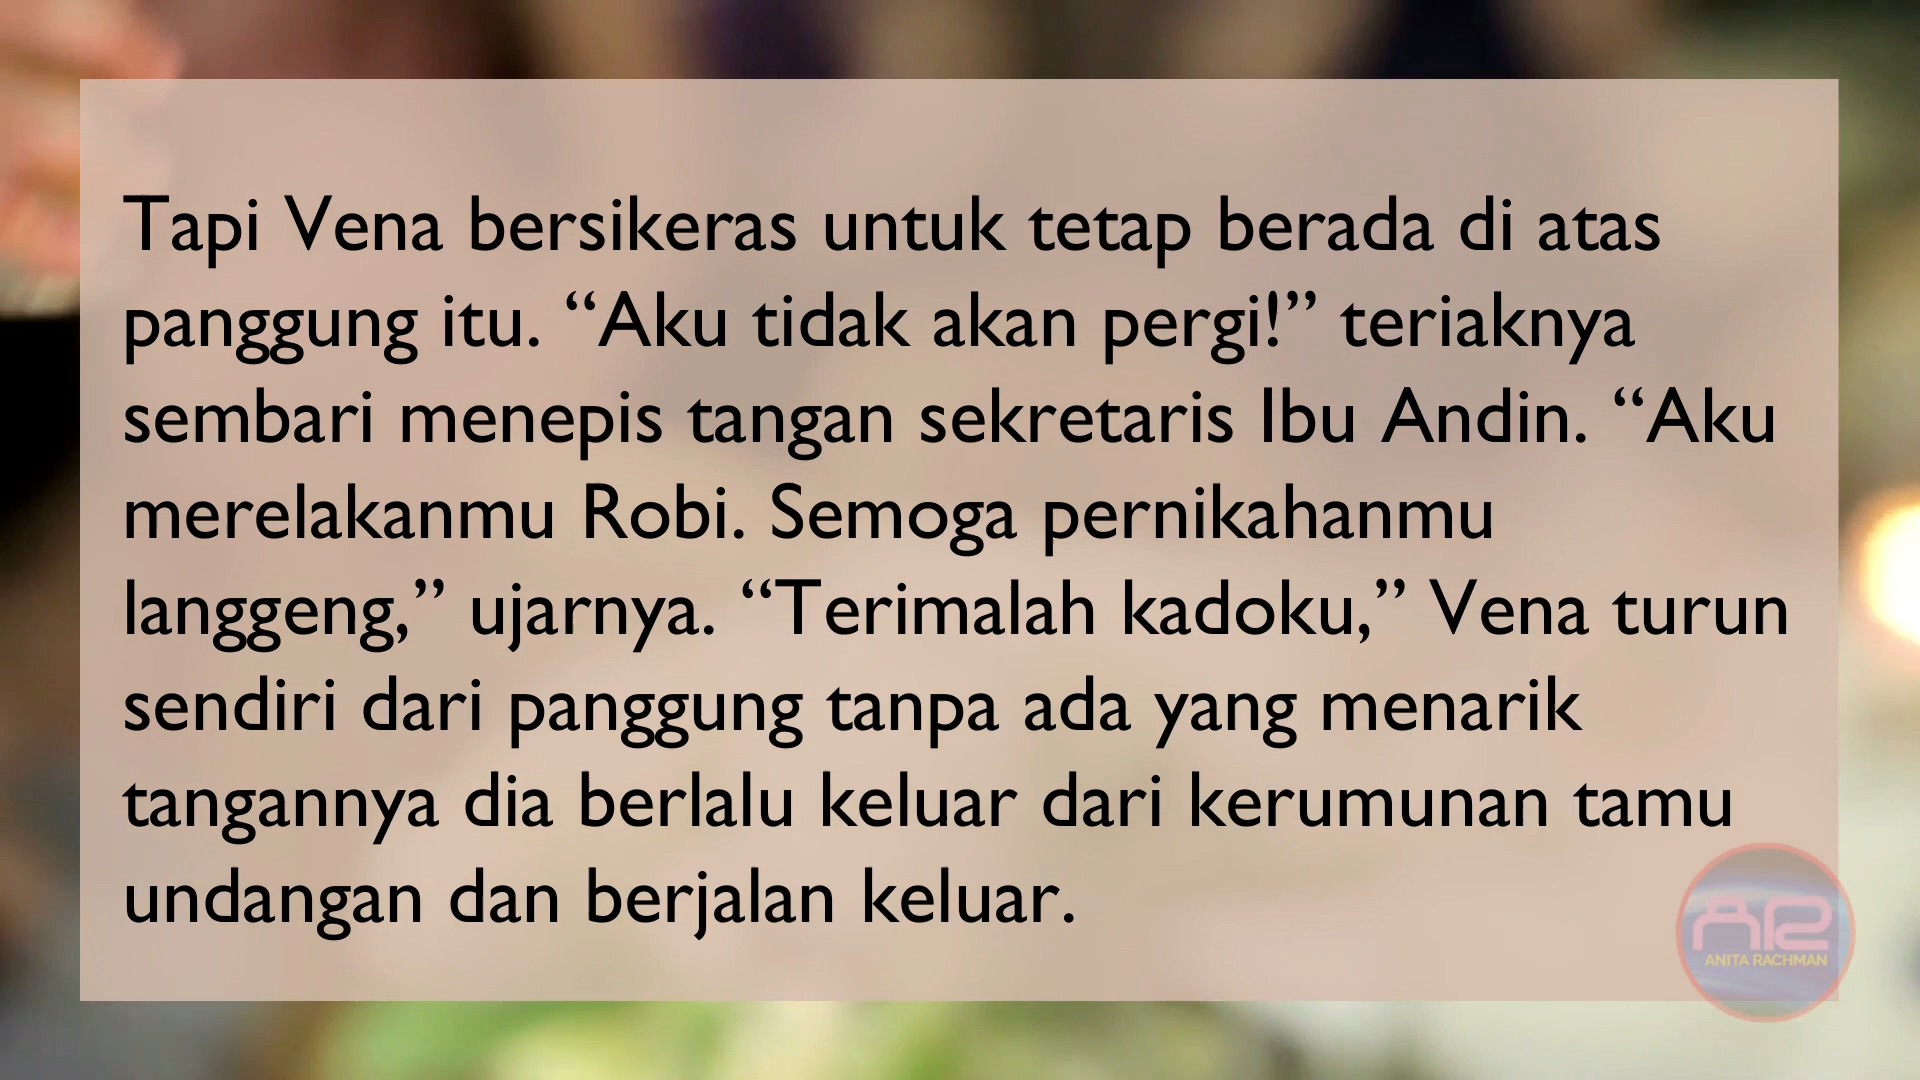 Tapi Vena bersikeras untuk tetap berada di atas
panggung itu. “Aku tidak akan pergi!” teriaknya
sembari menepis tangan sekretaris Ibu Andin. “Aku
merelakanmu Robi. Semoga pernikahanmu
langgeng,” ujarnya. “Terimalah kadoku,” Vena turun
sendiri dari panggung tanpa ada yang menarik
tangannya dia berlalu keluar dari kerumunan tamu
undangan dan berjalan keluar.
AR
ANITA RACHMAN